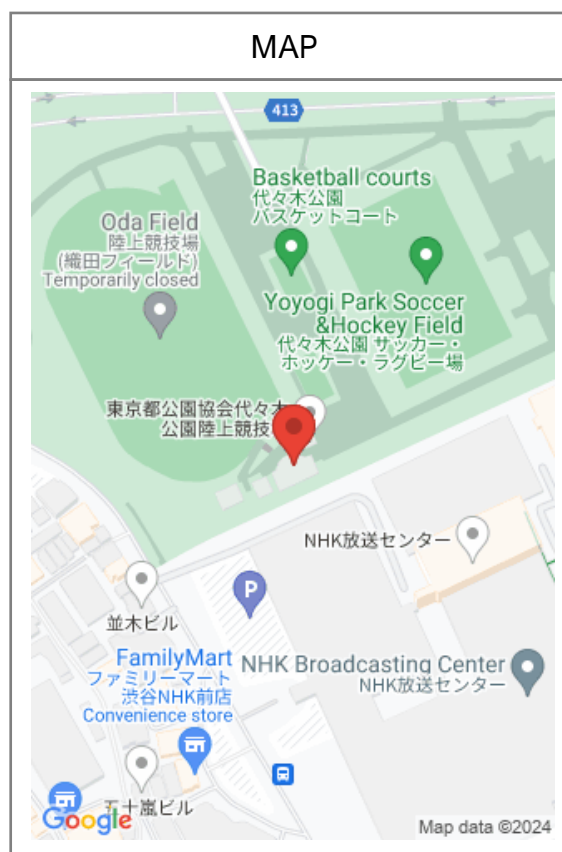 MAP
413
Basketball courts
代々木公園
バスケットコート
Oda Field
陸上競技場
(織田フィールド)
Temporarily closed
Yoyogi Park Soccer
&Hockey Field
代々木公園 サッカー・
ホッケー・ラグビー場
東京都公園協会代々木
公園陸上競技
NHK放送センター
P
並木ビル
FamilyMart
ファミリーマート
渋谷NHK前店
Convenience store
NHK Broadcasting Center
NHK放送センター
五十嵐ビル
Google
Map data ©2024